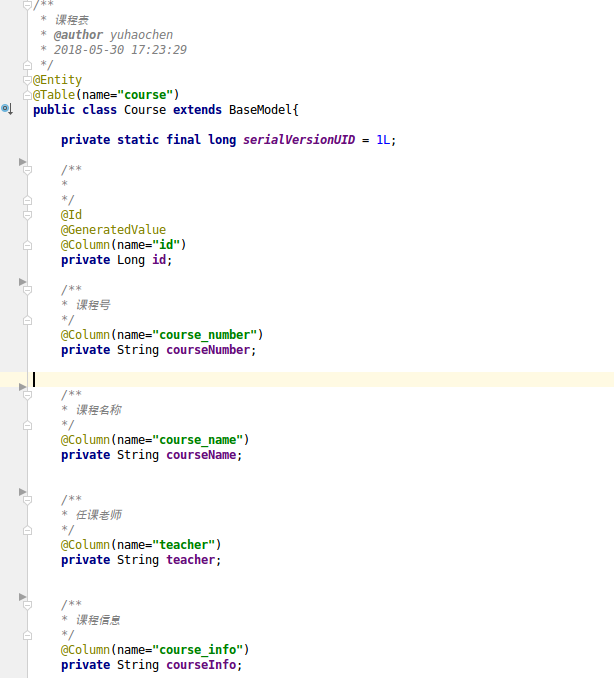 /**
 * 课程表
 * @author yuhaochen
 * 2018-05-30 17:23:29
 */
@Entity
@Table(name="course")
public class Course extends BaseModel{
private static final long serialVersionUID = 1L;
/**
*
*/
@Id
@GeneratedValue
@Column(name="id")
private Long id;
/**
* 课程号
*/
@Column(name="course_number")
private String courseNumber;
/**
* 课程名称
*/
@Column(name="course_name")
private String courseName;
/**
* 任课老师
*/
@Column(name="teacher")
private String teacher;
/**
* 课程信息
*/
@Column(name="course_info")
private String courseInfo;